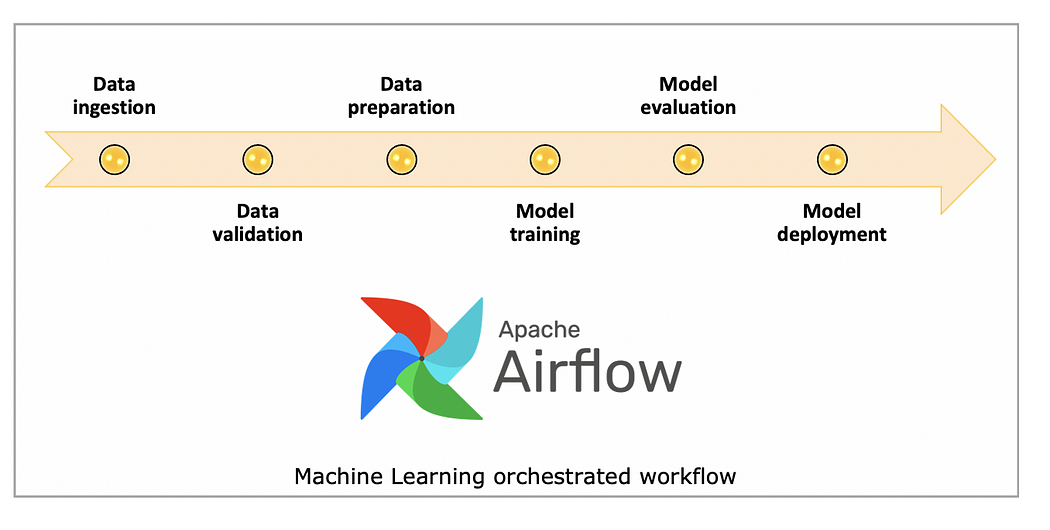 Data
ingestion
Data
preparation
Model
evaluation
Data
validation
Model
training
Model
deployment
Apache
Airflow
Machine Learning orchestrated workflow